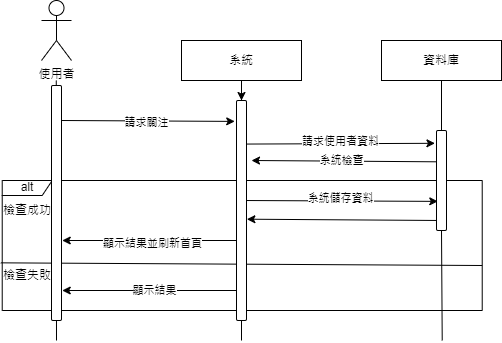 使用者
系統
資料庫
請求關注
請求使用者資料
系統檢查
alt
檢查成功
系統儲存資料
顯示結果並刷新首頁
檢查失敗
顯示結果